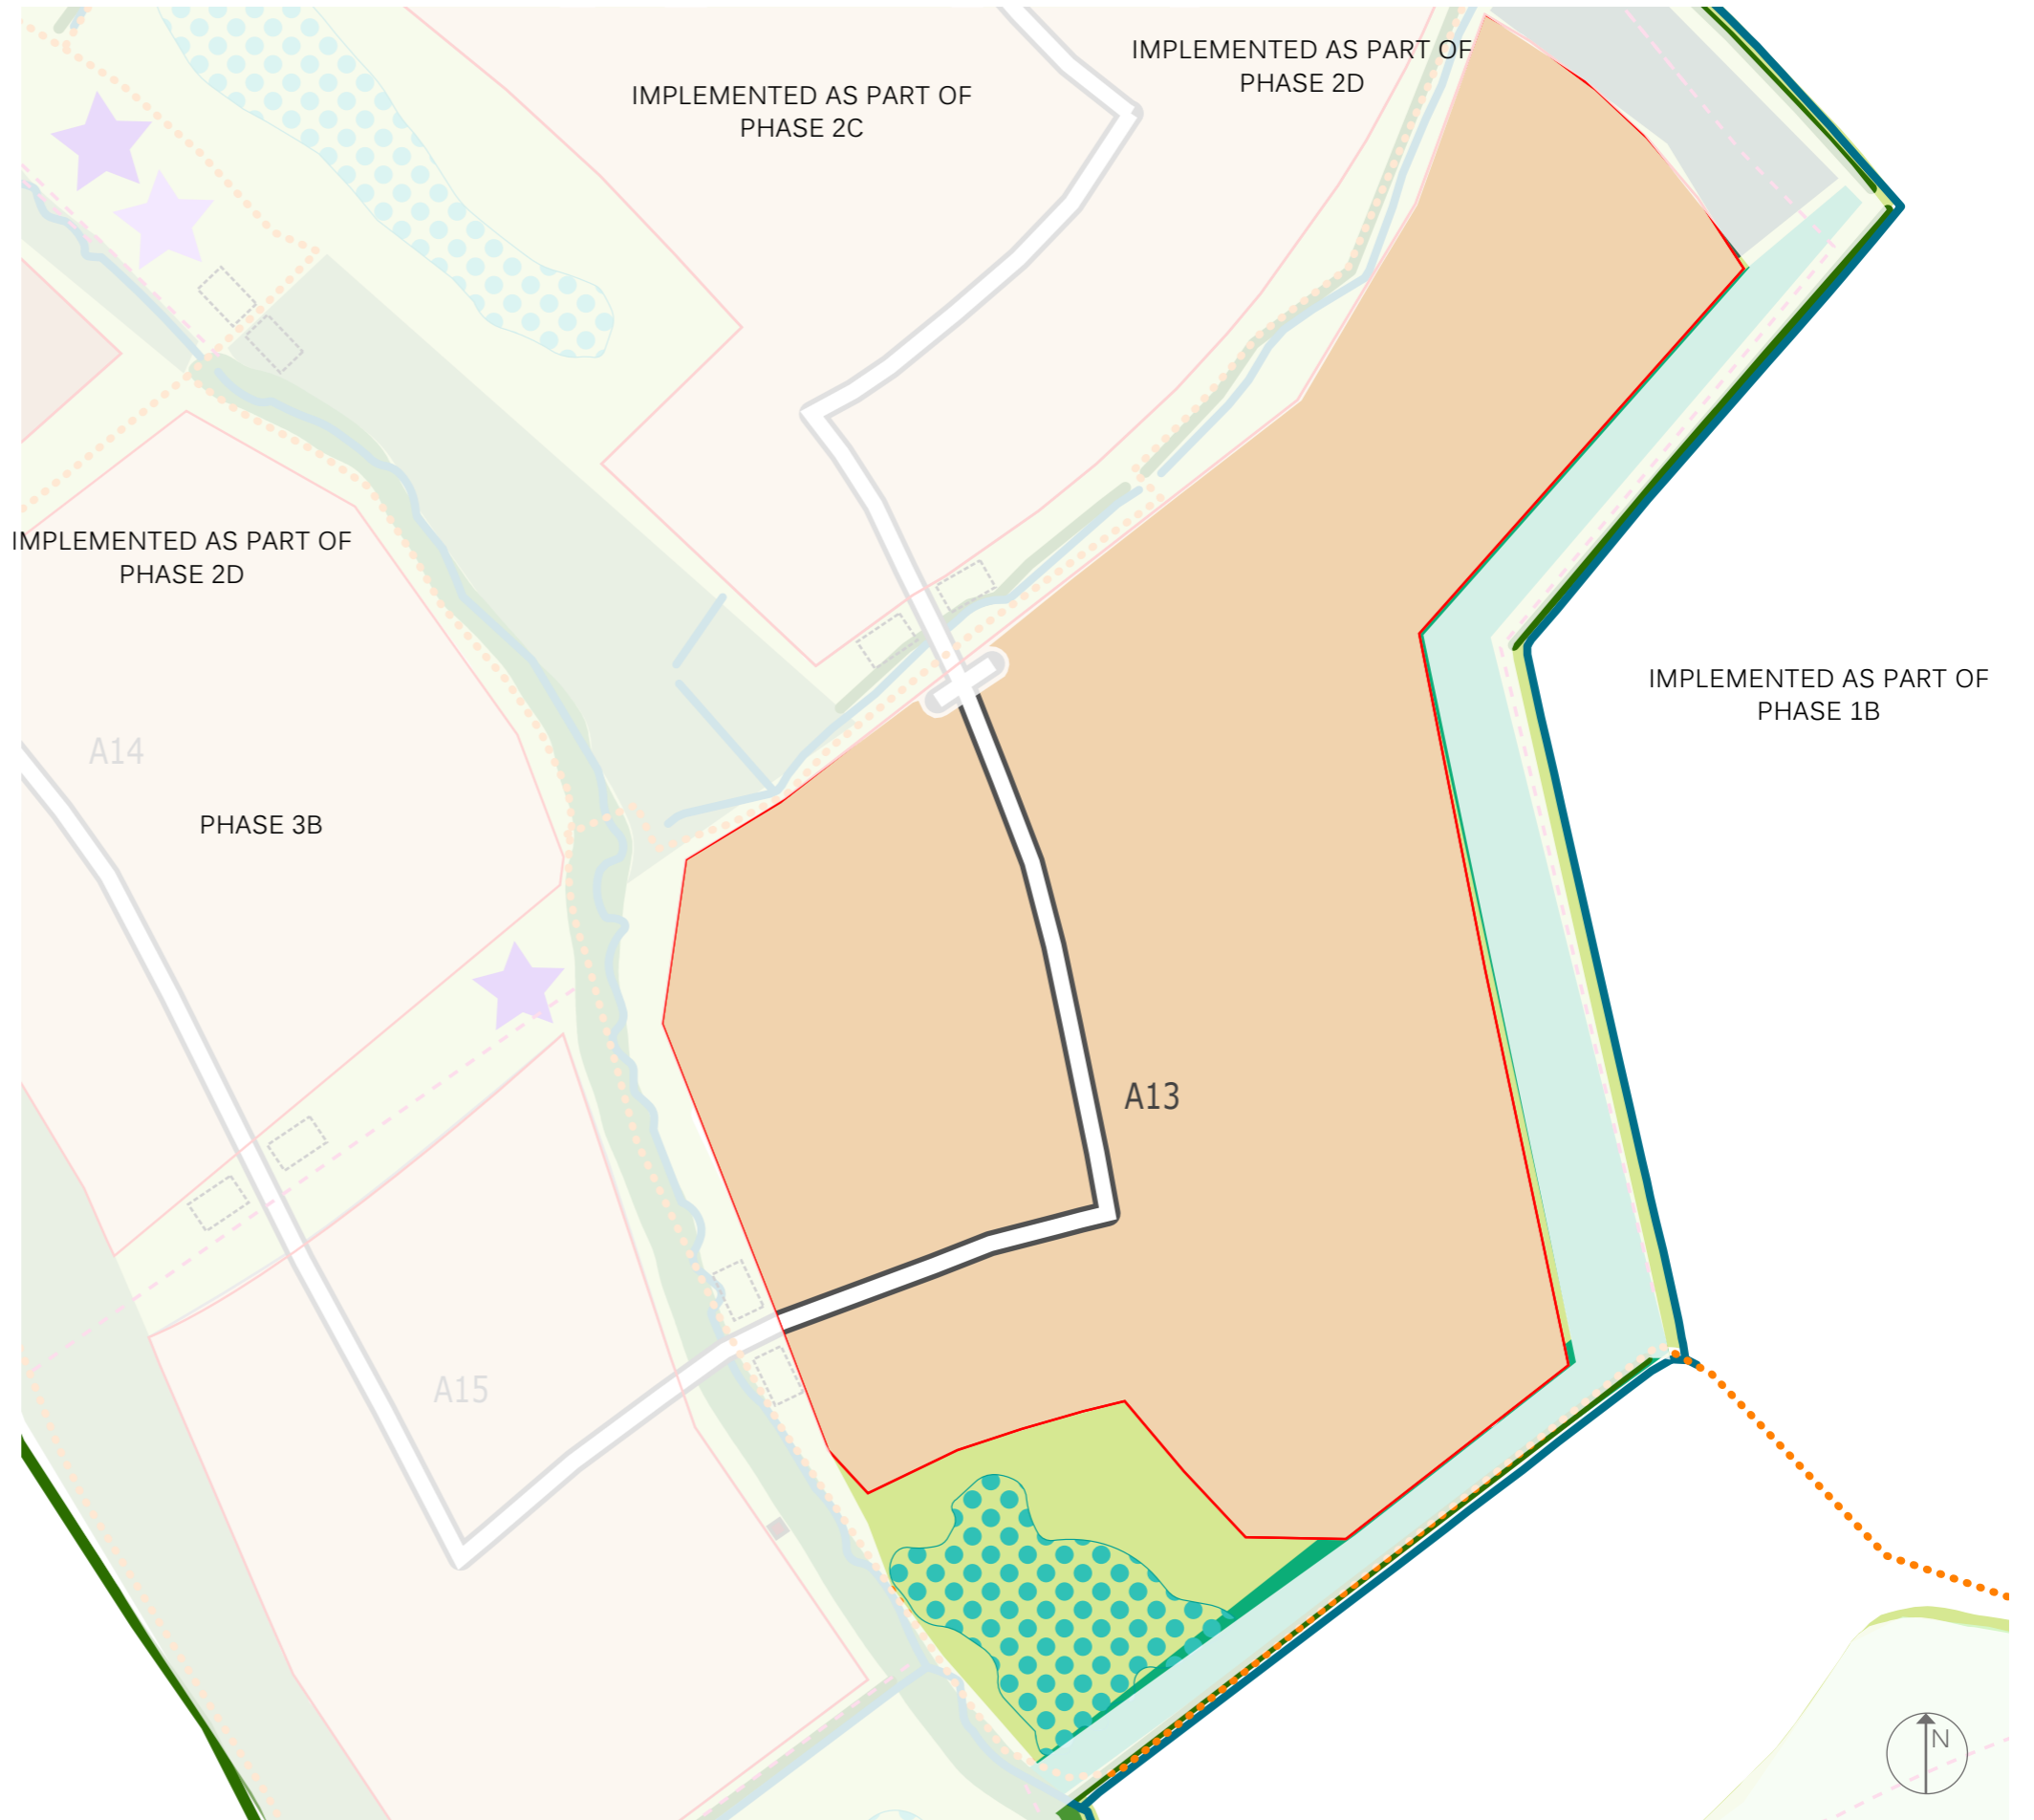 IMPLEMENTED AS PART OF
PHASE 2D
IMPLEMENTED AS PART OF
PHASE 2C
IMPLEMENTED AS PART OF
PHASE 2D
IMPLEMENTED AS PART OF
PHASE 1B
A14
PHASE 3B
A13
A15
N